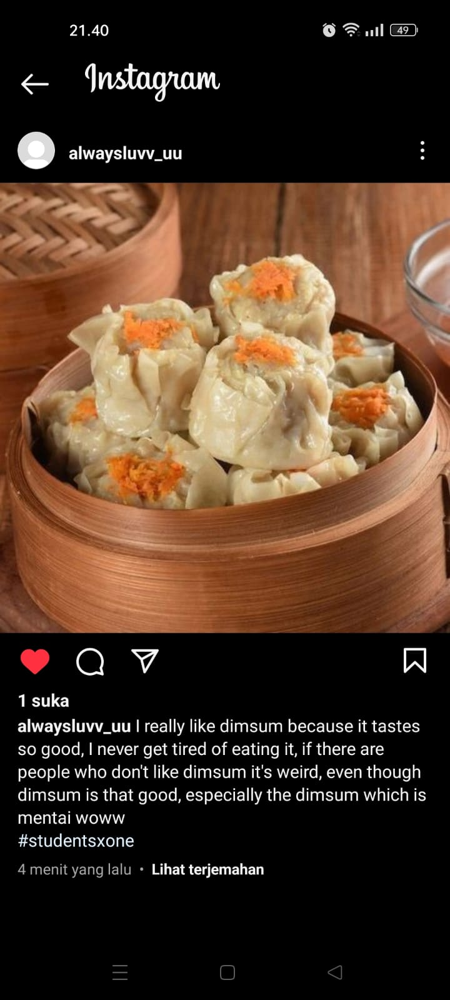 21.40
49
Instagram
alwaysluvv_uu
1 suka
alwaysluvv_uu I really like dimsum because it tastes
so good, I never get tired of eating it, if there are
people who don't like dimsum it's weird, even though
dimsum is that good, especially the dimsum which is
mentai woww
#studentsxone
4 menit yang lalu • Lihat terjemahan